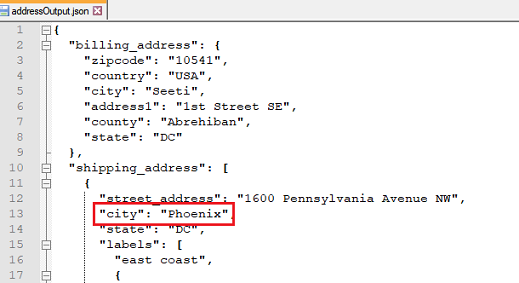 addressOutput.json
1 {
2 "billing_address": {
3 "zipcode": "10541",
4 "country": "USA",
5 "city": "Seeti",
6 "address1": "1st Street SE",
7 "county": "Abrehiban",
8 "state": "DC"
9 },
10 "shipping_address": [
11 {
12 "street_address": "1600 Pennsylvania Avenue NW",
13 "city": "Phoenix",
14 "state": "DC",
15 "labels": [
16 "east coast",
17 {